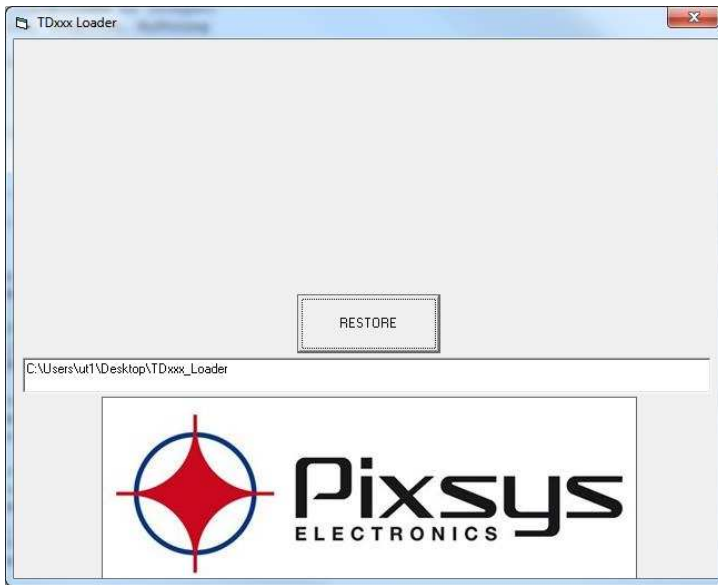 TDxxx Loader
RESTORE
C:\Users\ut1\Desktop\TDxxx_Loader
Pixsys
ELECTRONICS